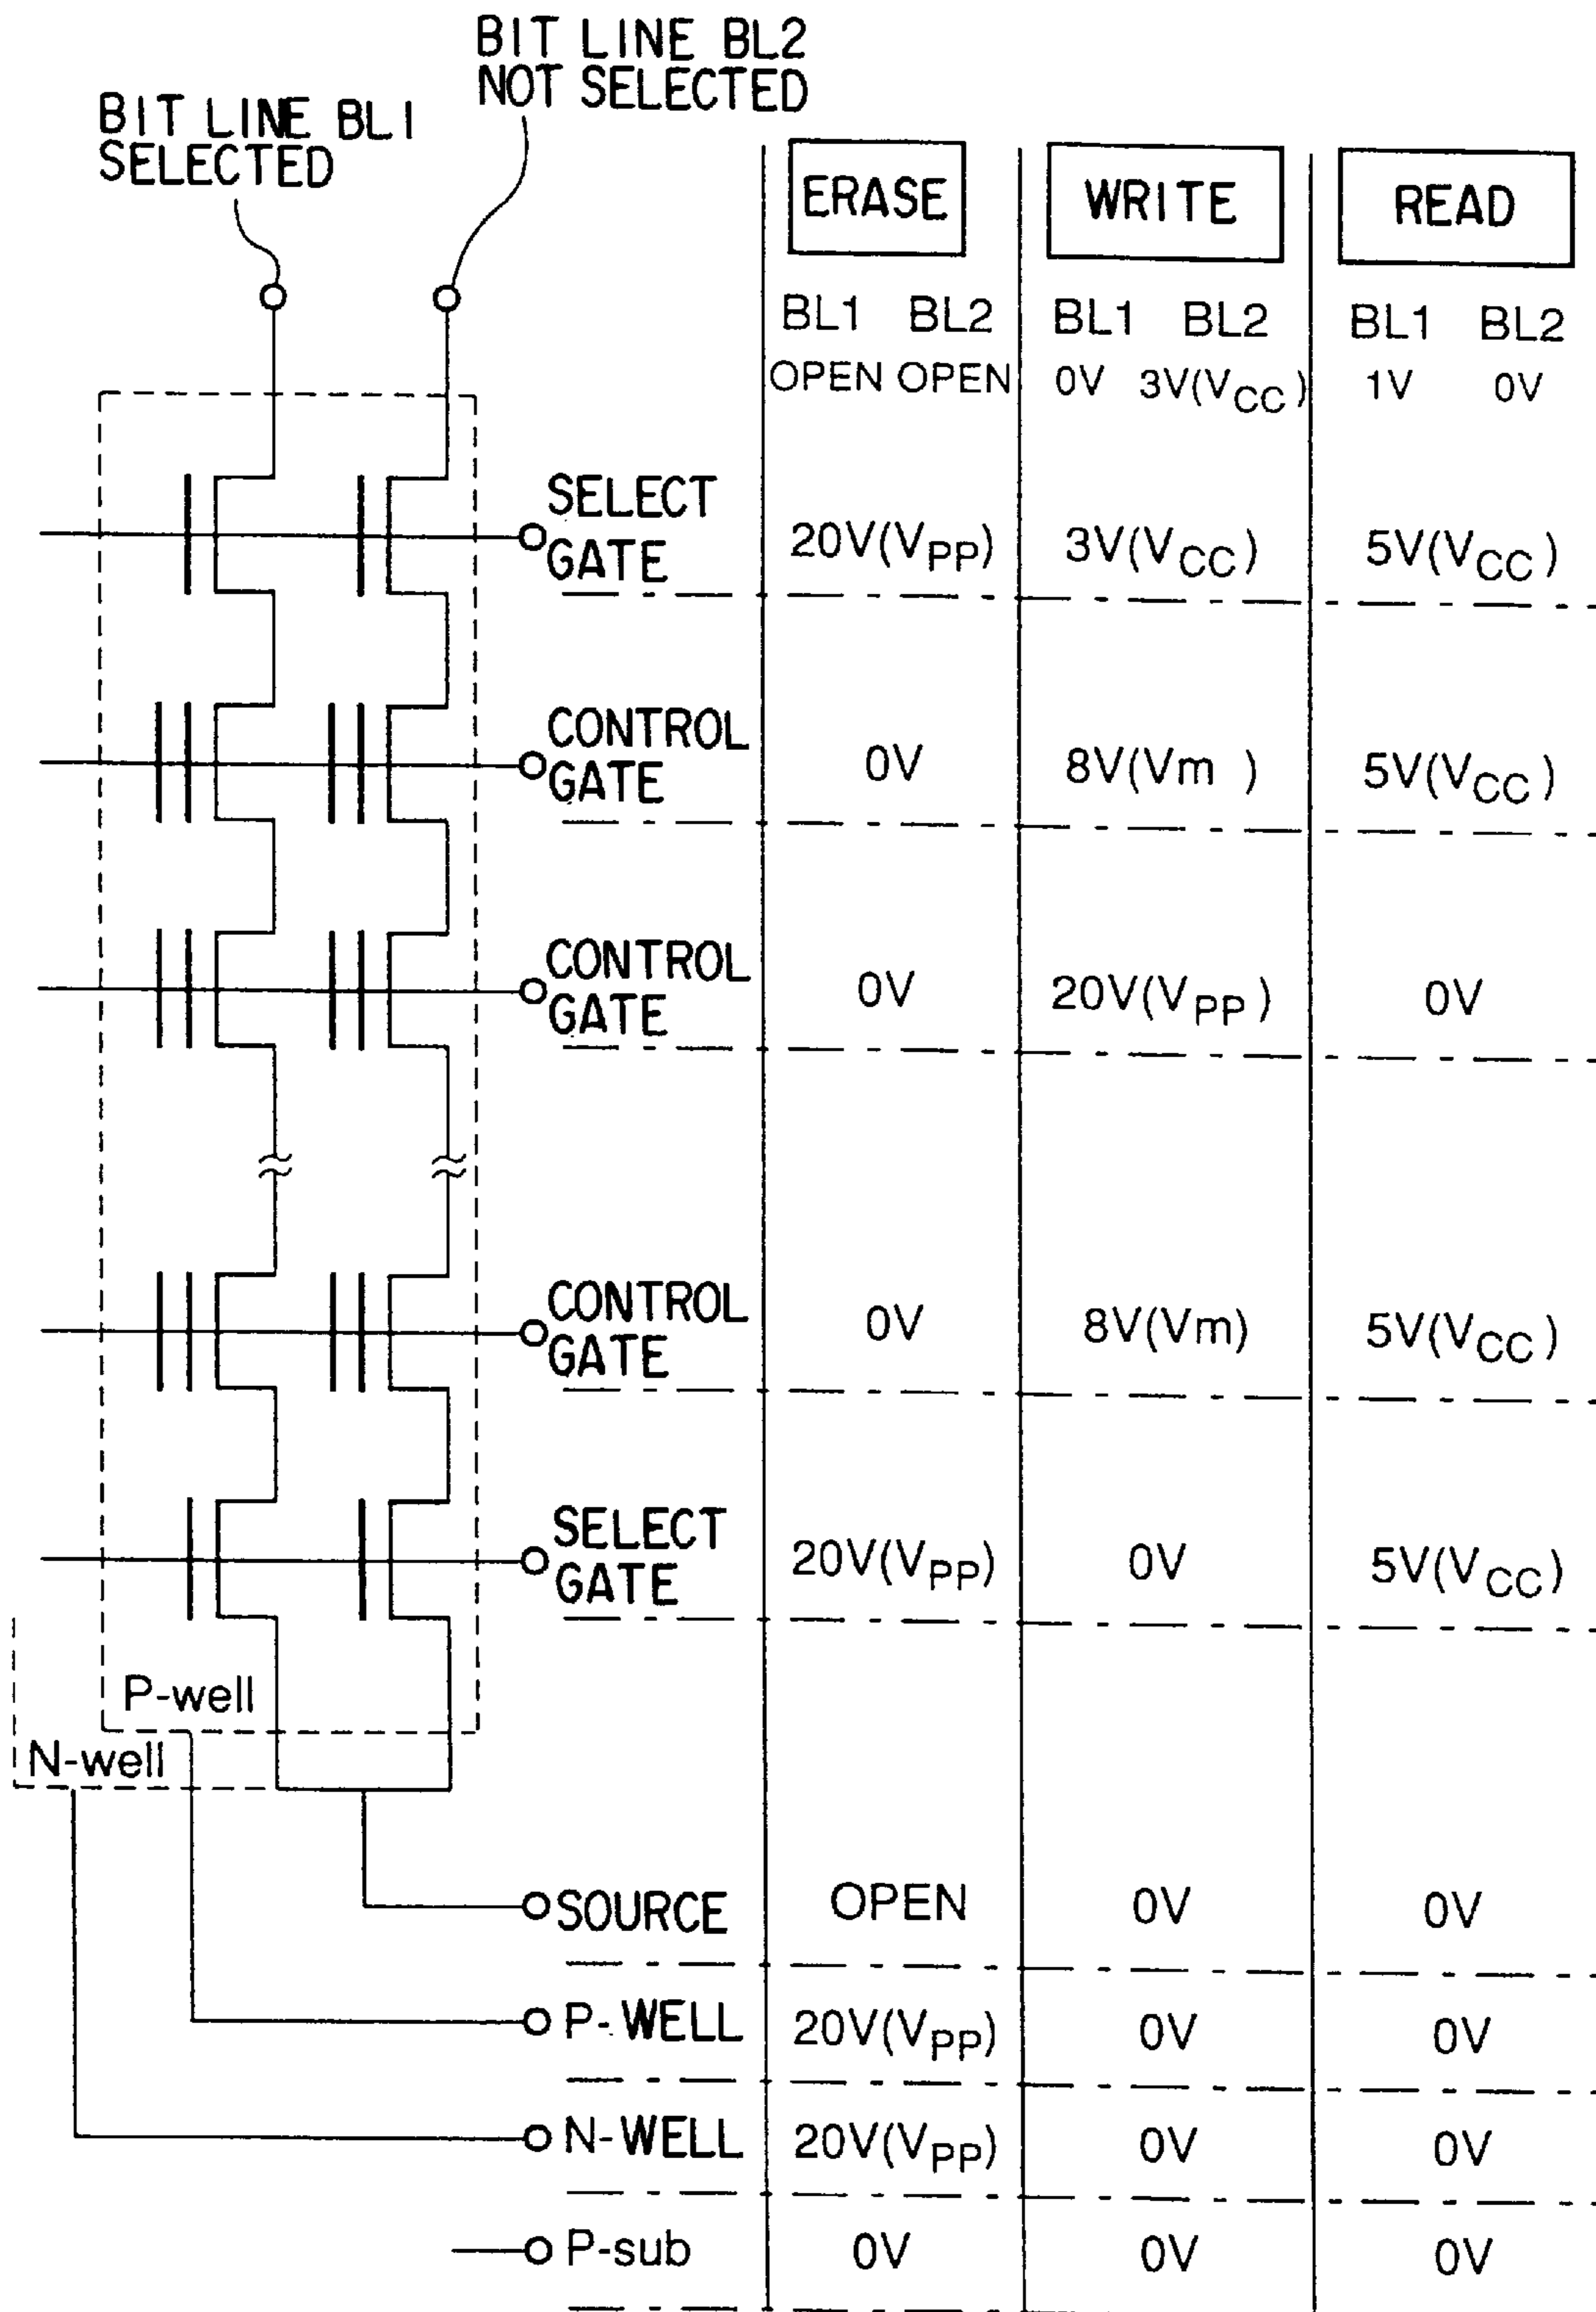 BIT LINE BL2
NOT SELECTED
BIT LINE BL1
SELECTED
ERASE WRITE READ
BL1 BL2 BL1 BL2 BL1 BL2
OPEN OPEN 0V 3V(VCC) 1V 0V
SELECT
GATE 20V(VPP) 3V(VCC) 5V(VCC)
CONTROL
GATE 0V 8V(Vm ) 5V(VCC)
CONTROL
GATE 0V 20V(VPP) 0V
CONTROL
GATE 0V 8V(Vm) 5V(VCC)
SELECT
GATE 20V(VPP) 0V 5V(VCC)
P-well
N-well
SOURCE OPEN 0V 0V
P-WELL 20V(VPP) 0V 0V
N-WELL 20V(VPP) 0V 0V
P-sub 0V 0V 0V